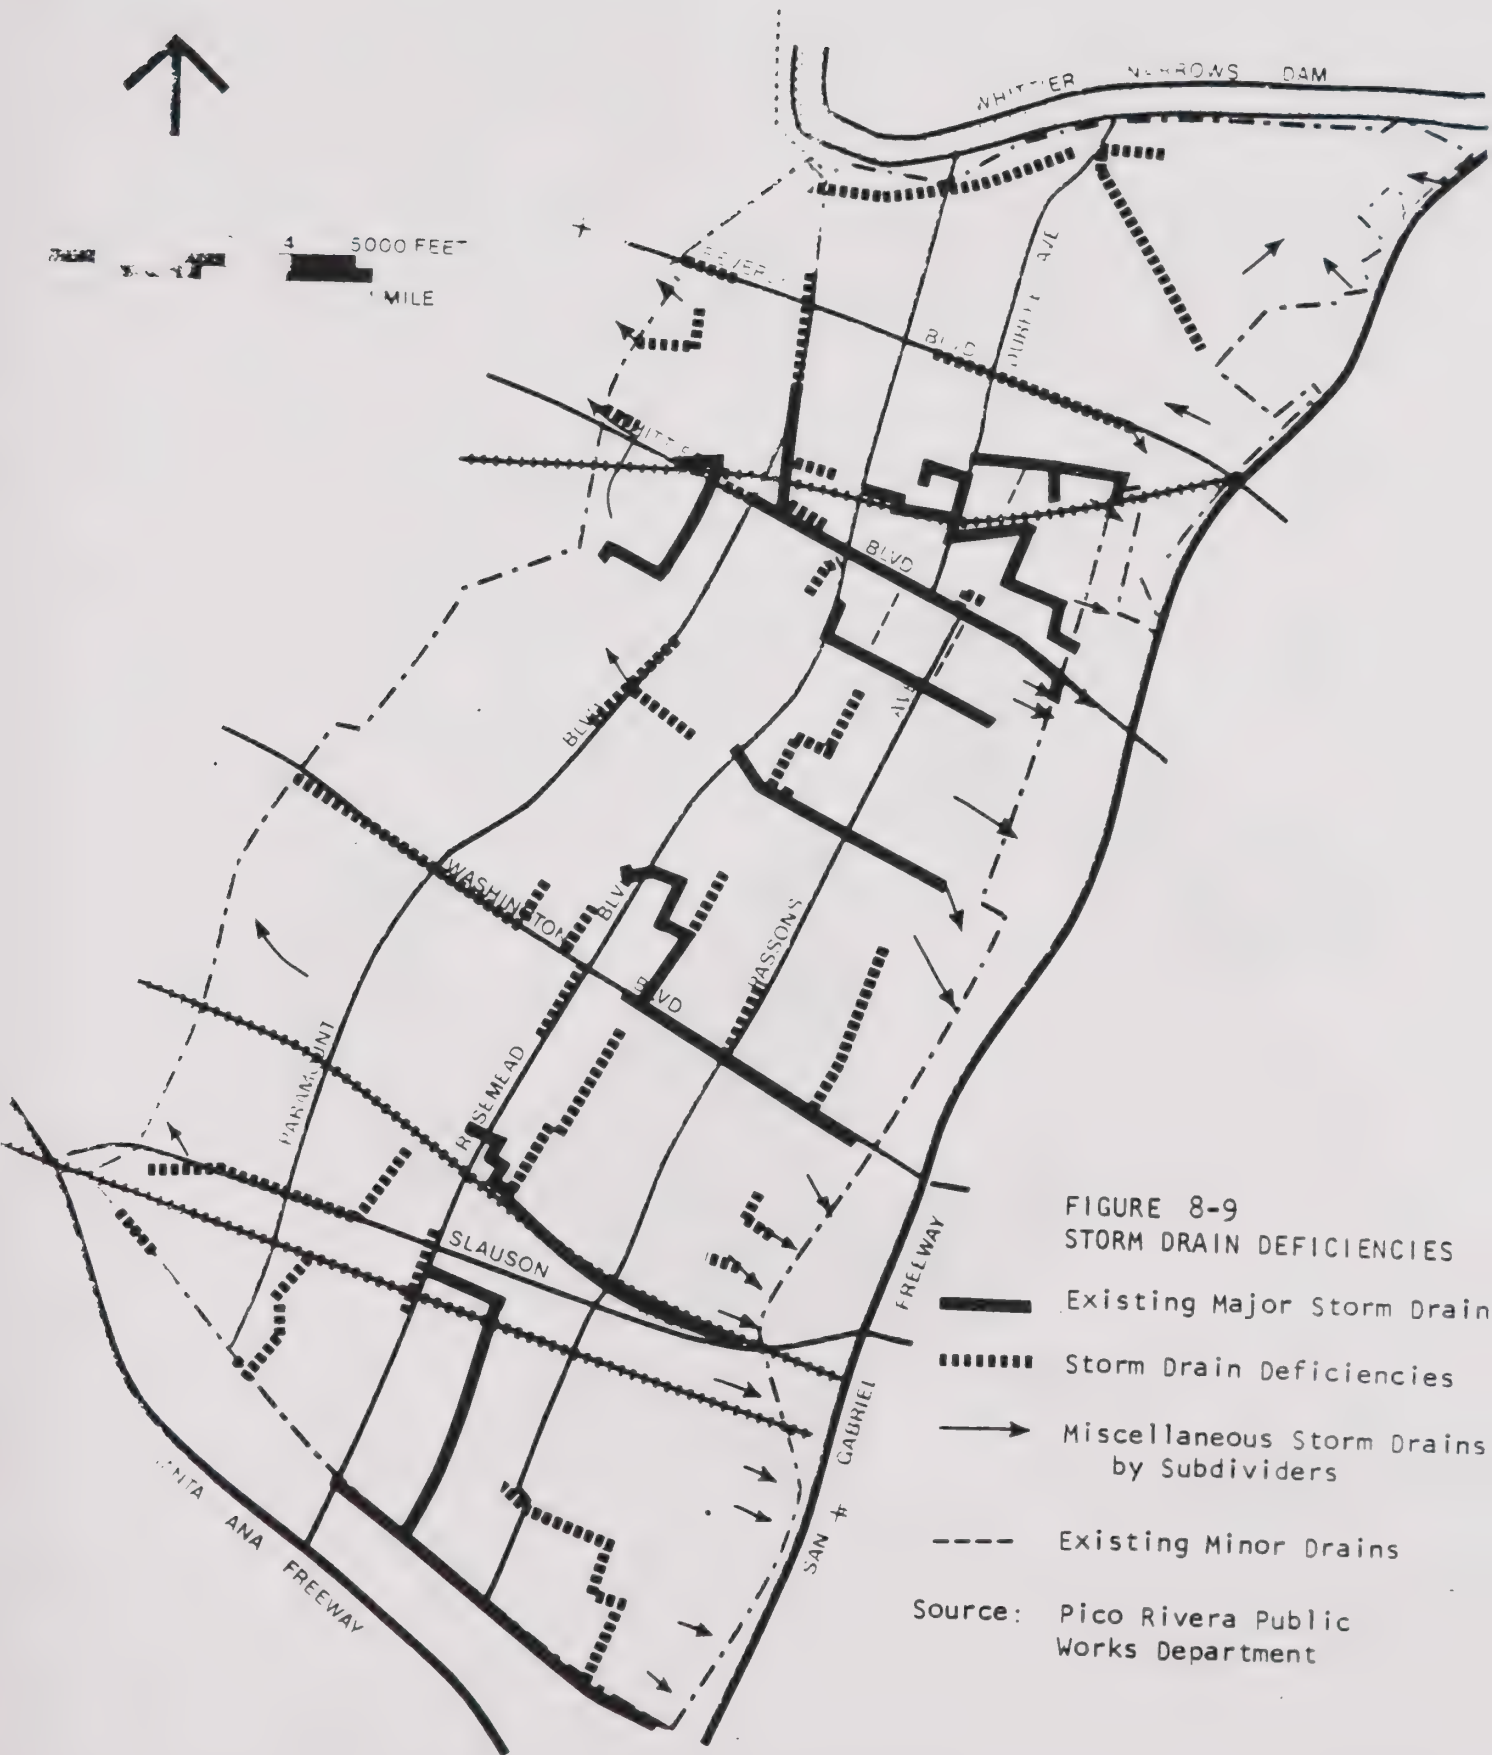 WHITTIER NARROWS DAM
5000 FEET
1 MILE
BLVD
DURFEE AVE
BLVD
BLVD
AVE
WASHINGTON
BLVD
PASSONS
BLVD
PARAMOUNT
ROSEMEAD
SLAUSON
FREEWAY
GABRIEL
SAN
ANA
FREEWAY
FIGURE 8-9
STORM DRAIN DEFICIENCIES
Existing Major Storm Drain
Storm Drain Deficiencies
Miscellaneous Storm Drains
by Subdividers
Existing Minor Drains
Source: Pico Rivera Public
Works Department